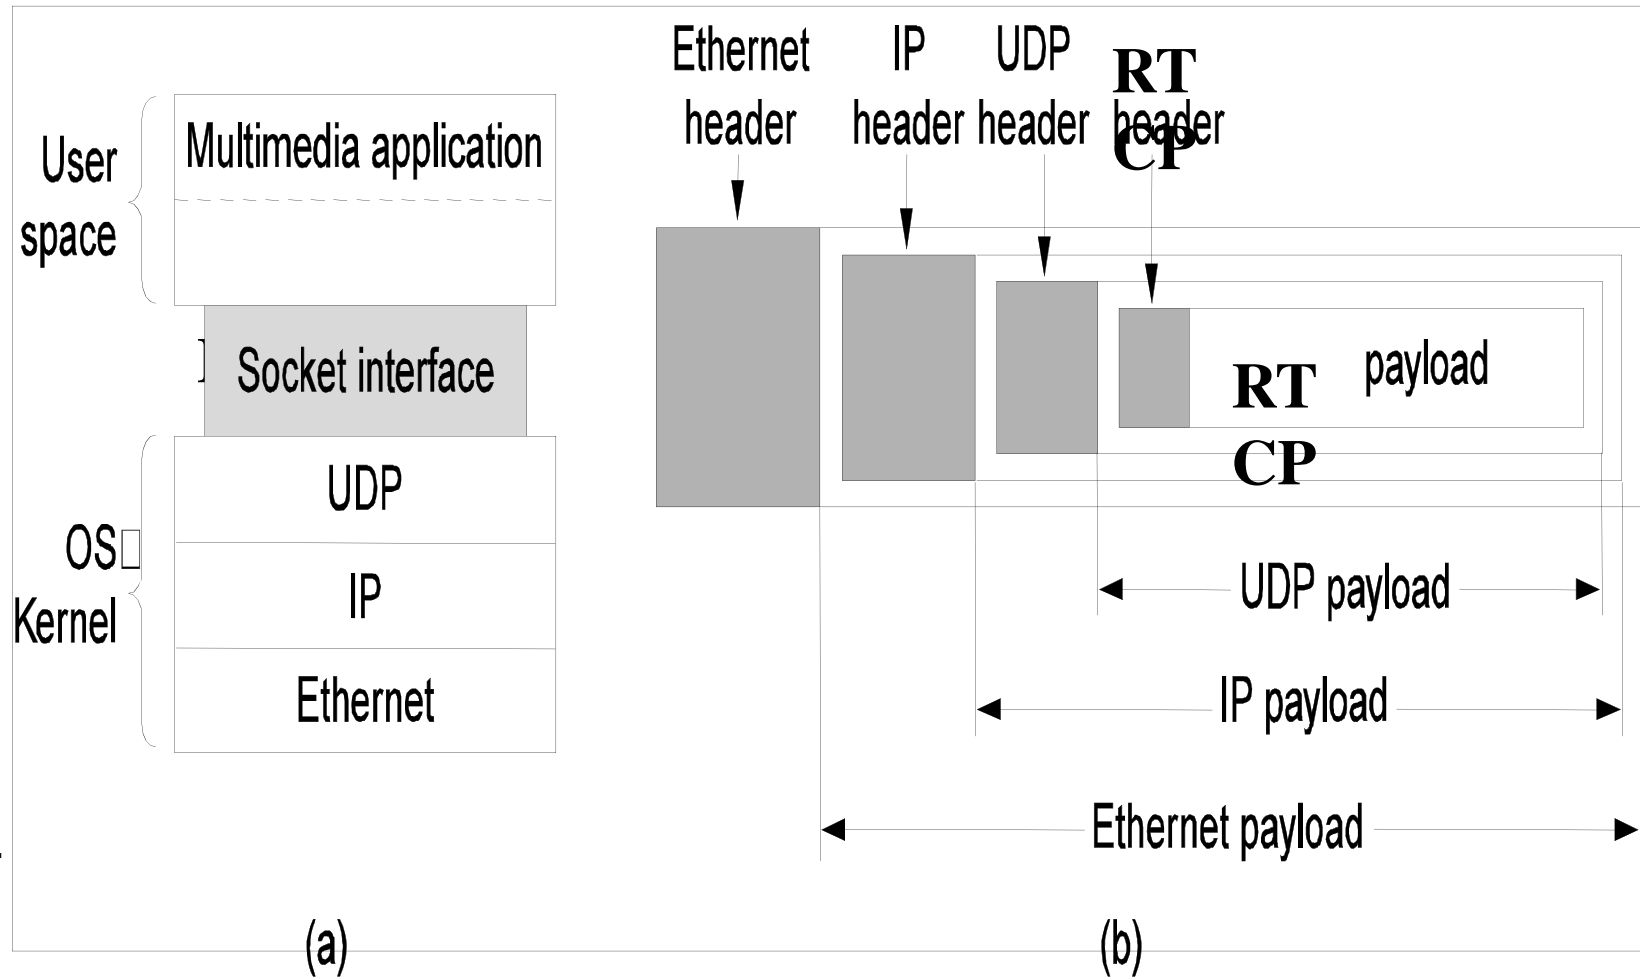 User
space
Multimedia application
Socket interface
OS
Kernel
UDP
IP
Ethernet
(a)
Ethernet
header
IP
header
UDP
header
RT
CP
header
RT
CP
payload
UDP payload
IP payload
Ethernet payload
(b)